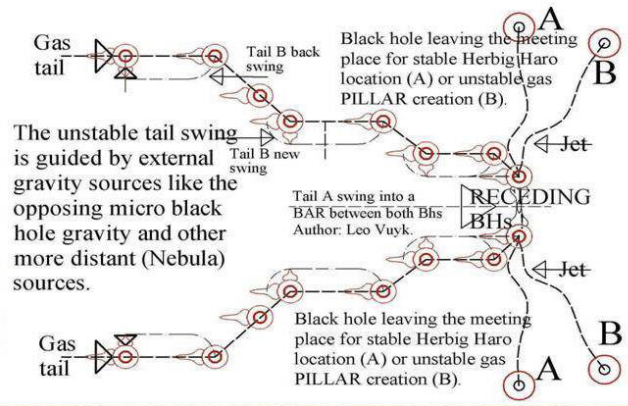 Gas
tail
Tail B back
swing
Black hole leaving the meeting
place for stable Herbig Haro
location (A) or unstable gas
PILLAR creation (B).
A
B
The unstable tail swing
is guided by external
gravity sources like the
opposing micro black
hole gravity and other
more distant (Nebula)
sources.
Tail B new
swing
Jet
Tail A swing into a
BAR between both Bhs
Author: Leo Vuyk.
RECEDING
BHs
Jet
Black hole leaving the meeting
place for stable Herbig Haro
location (A) or unstable gas
PILLAR creation (B).
Gas
tail
A
B